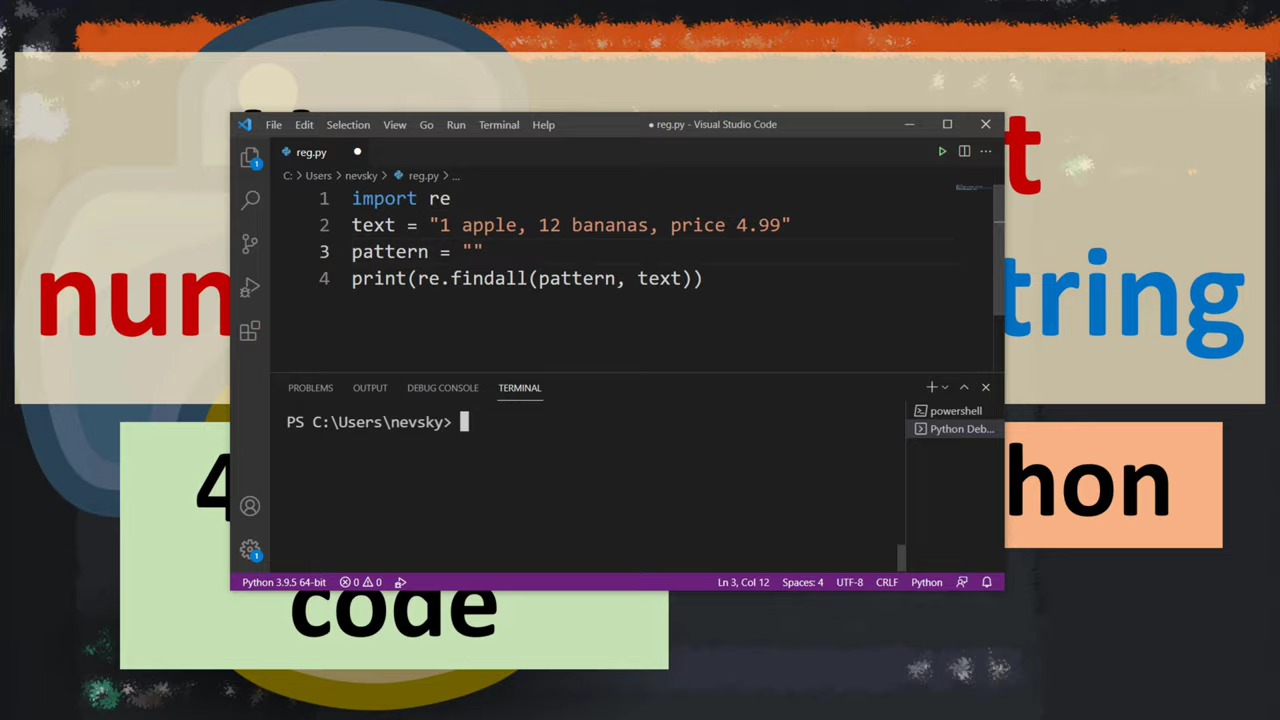 t
num
tring
4
hon
code
File Edit Selection View Go Run Terminal Help
● reg.py - Visual Studio Code
reg.py
C: > Users > nevsky > reg.py > ...
1 import re
2 text = "1 apple, 12 bananas, price 4.99"
3 pattern = ""
4 print(re.findall(pattern, text))
PROBLEMS OUTPUT DEBUG CONSOLE TERMINAL
PS C:\Users\nevsky>
powershell
Python Deb...
1
1
Python 3.9.5 64-bit 0 0 Ln 3, Col 12 Spaces: 4 UTF-8 CRLF Python